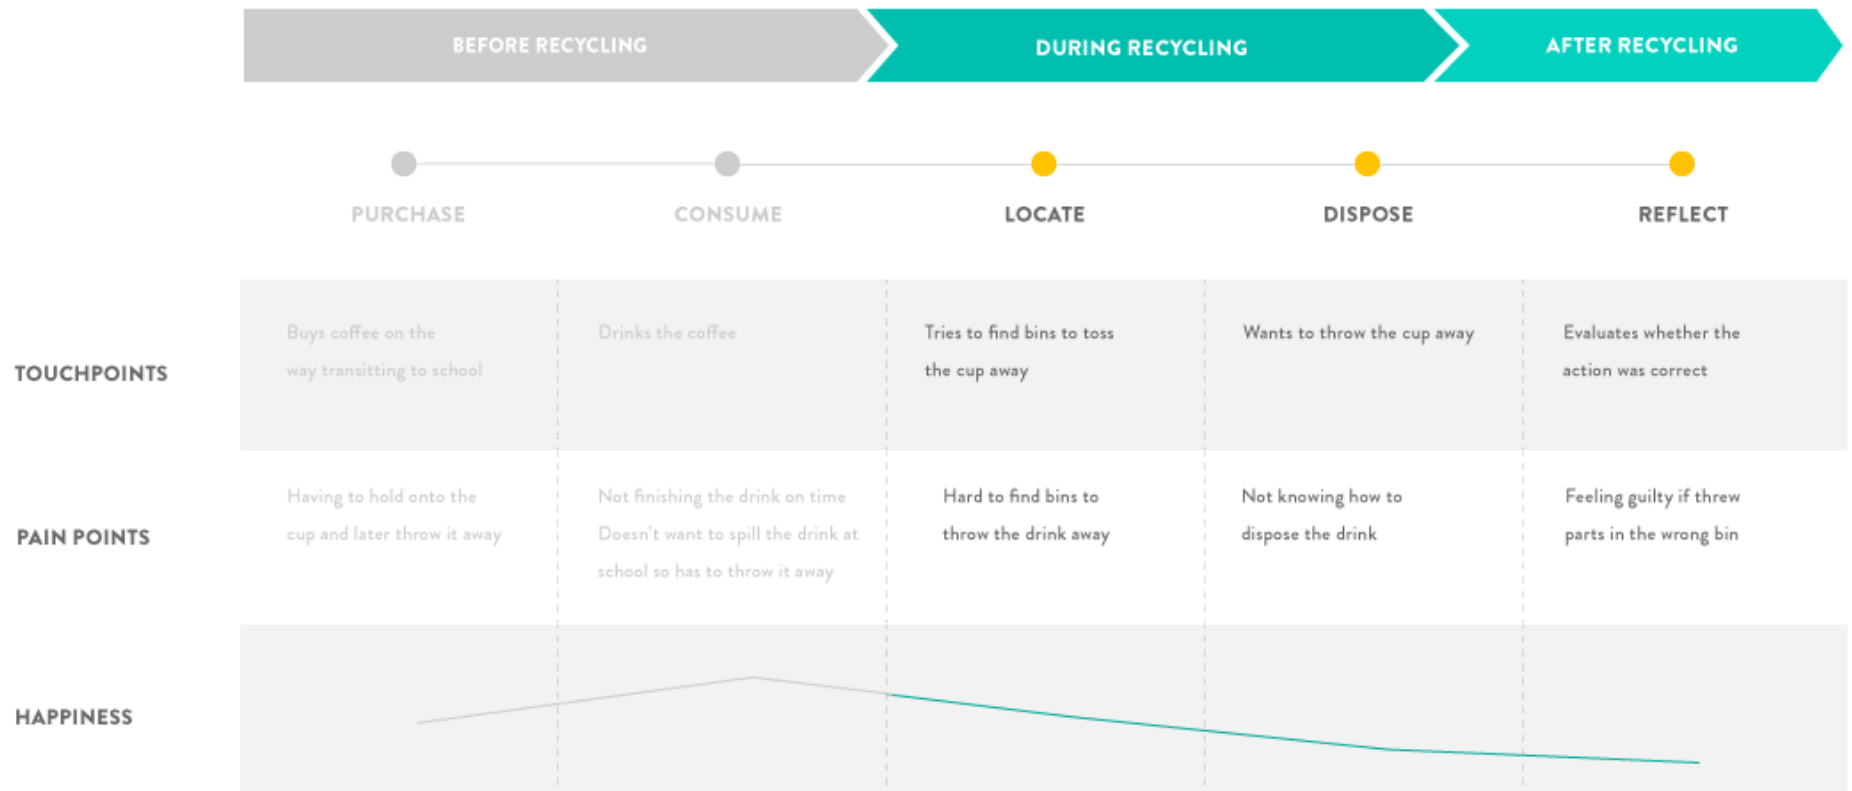 BEFORE RECYCLING
DURING RECYCLING
AFTER RECYCLING
PURCHASE
CONSUME
LOCATE
DISPOSE
REFLECT
TOUCHPOINTS
Buys coffee on the
way transitting to school
Drinks the coffee
Tries to find bins to toss
the cup away
Wants to throw the cup away
Evaluates whether the
action was correct
PAIN POINTS
Having to hold onto the
cup and later throw it away
Not finishing the drink on time
Doesn't want to spill the drink at
school so has to throw it away
Hard to find bins to
throw the drink away
Not knowing how to
dispose the drink
Feeling guilty if threw
parts in the wrong bin
HAPPINESS